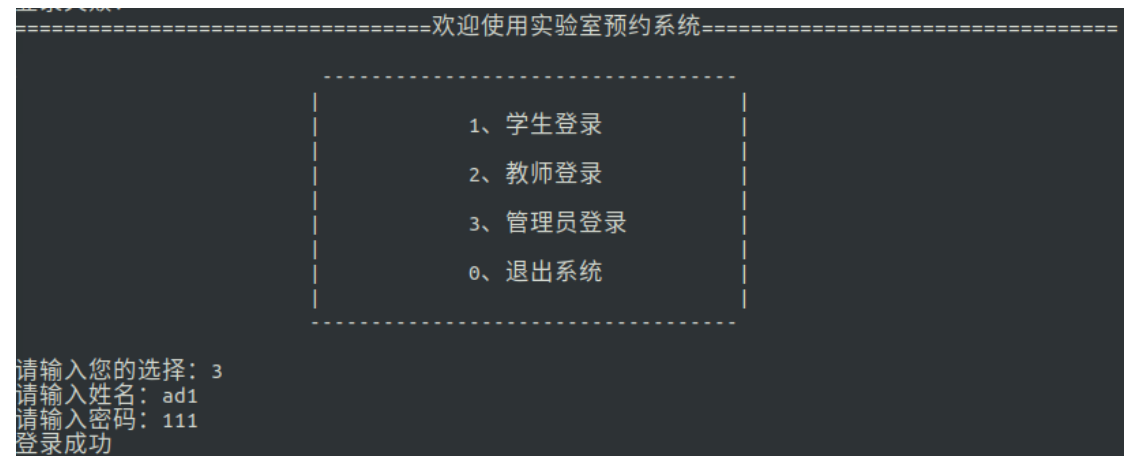 ==================================欢迎使用实验室预约系统==================================
1、学生登录
2、教师登录
3、管理员登录
0、退出系统
请输入您的选择：3
请输入姓名：ad1
请输入密码：111
登录成功